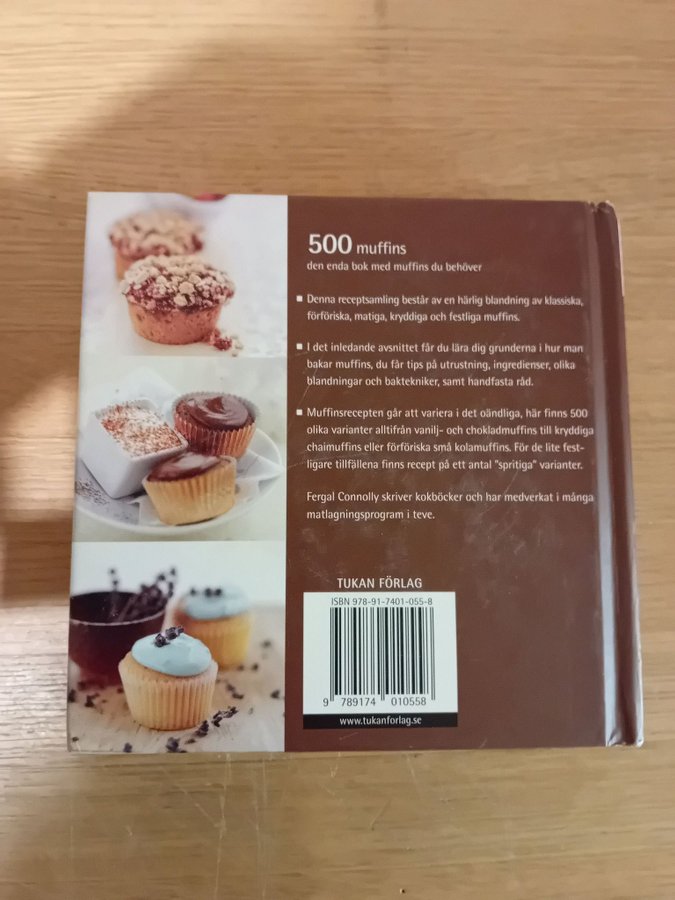 500 muffins
den enda bok med muffins du behöver
▪ Denna receptsamling består av en härlig blandning av klassiska,
förföriska, matiga, kryddiga och festliga muffins.
▪ I det inledande avsnittet får du lära dig grunderna i hur man
bakar muffins, du får tips på utrustning, ingredienser, olika
blandningar och baktekniker, samt handfasta råd.
▪ Muffinsrecepten går att variera i det oändliga, här finns 500
olika varianter alltifrån vanilj- och chokladmuffins till kryddiga
chaimuffins eller förföriska små kolamuffins. För de lite fest-
ligare tillfällena finns recept på ett antal "spritiga" varianter.
Fergal Connolly skriver kokböcker och har medverkat i många
matlagningsprogram i teve.
TUKAN FÖRLAG
ISBN 978-91-7401-055-8
9 789174 010558
www.tukanforlag.se